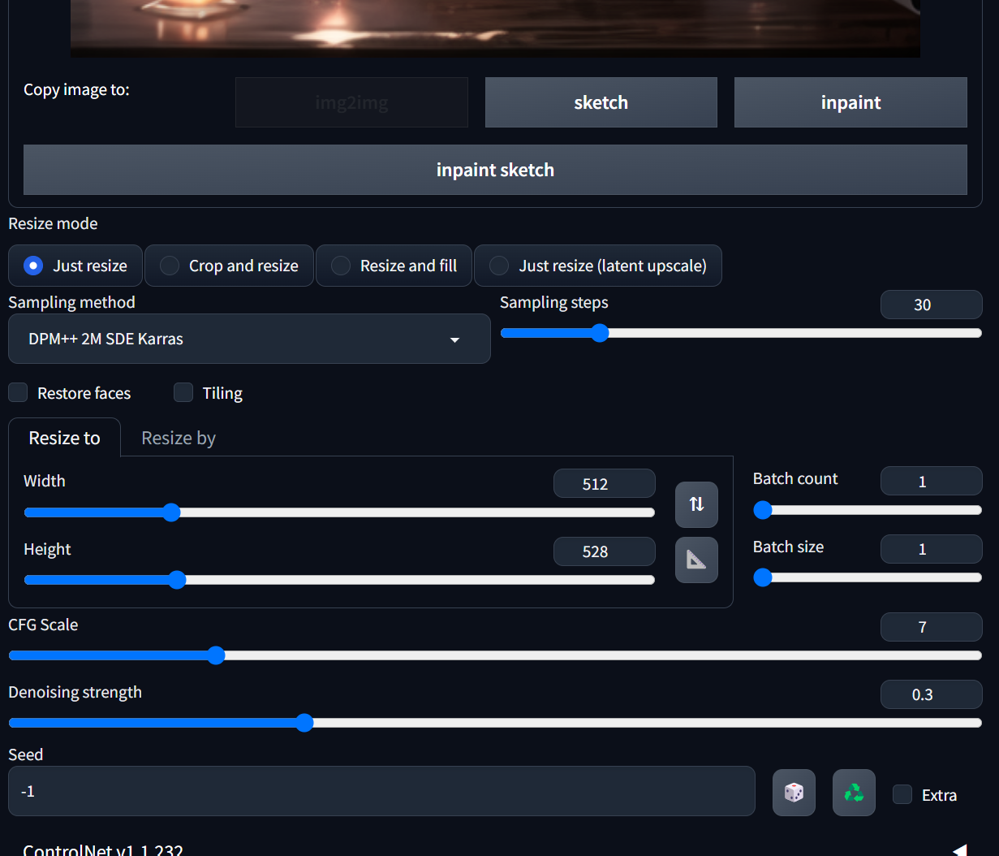 Copy image to:
img2img
sketch
inpaint
inpaint sketch
Resize mode
Just resize
Crop and resize
Resize and fill
Just resize (latent upscale)
Sampling method
Sampling steps
30
DPM++ 2M SDE Karras
Restore faces
Tiling
Resize to
Resize by
Width
512
Height
528
Batch count
1
Batch size
1
CFG Scale
7
Denoising strength
0.3
Seed
-1
Extra
ControlNet v1.1.232